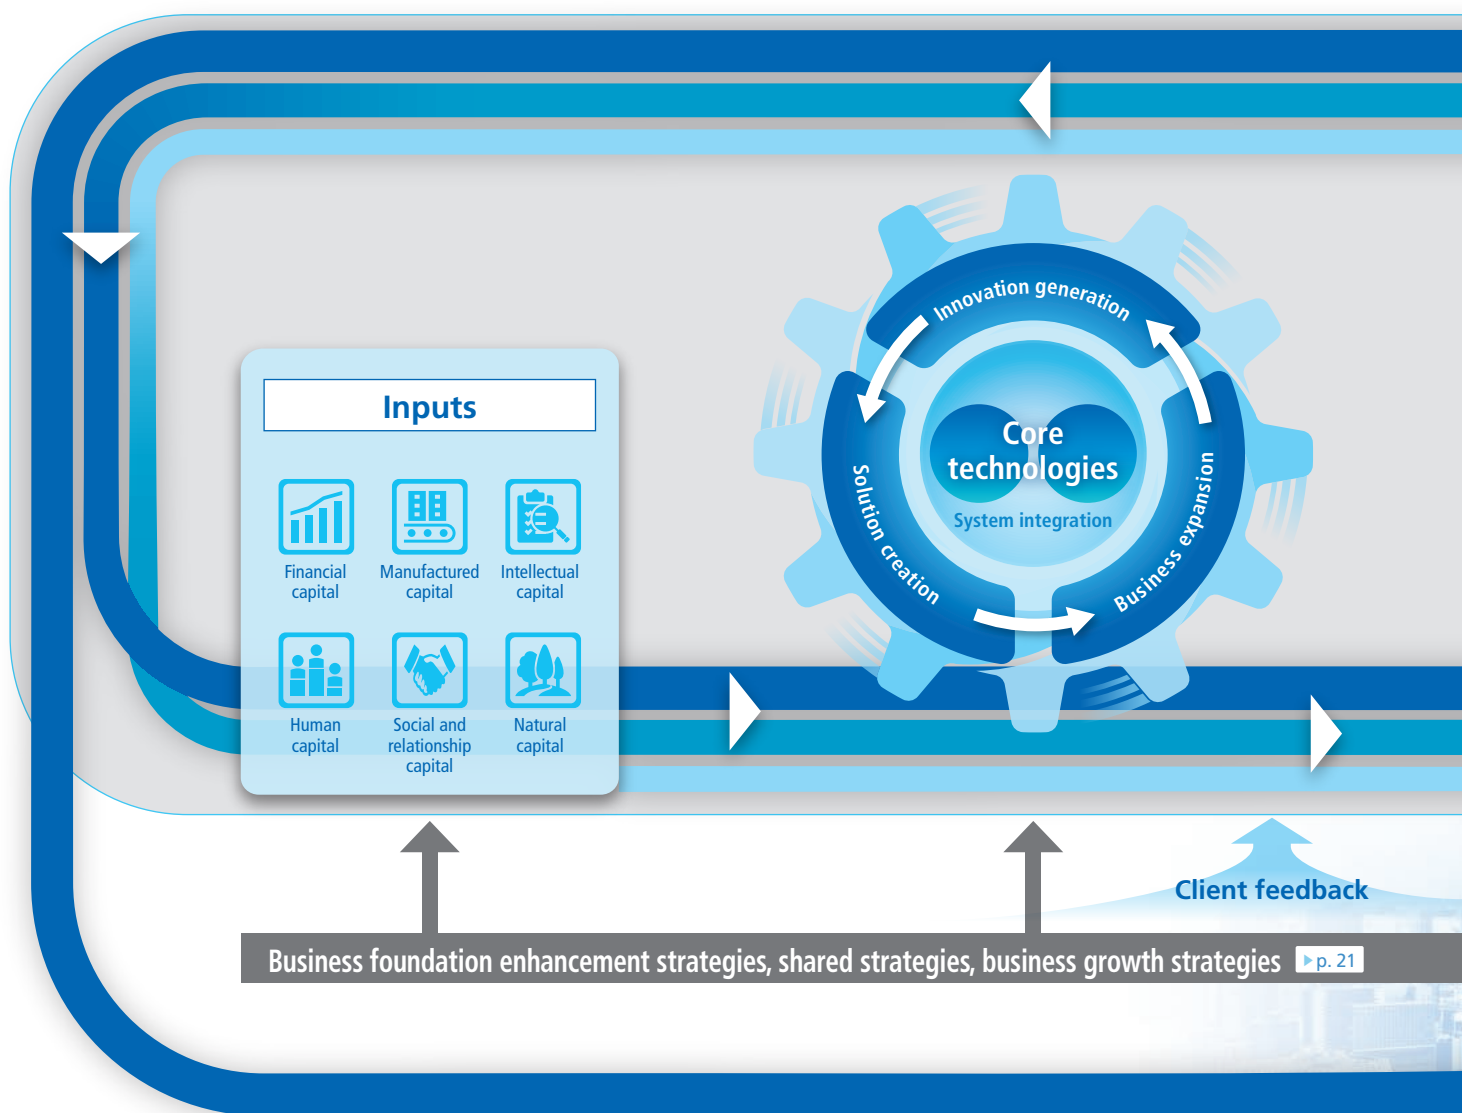 Innovation generation
Inputs
Core
technologies
System integration
Solution creation
Business expansion
Financial
capital
Manufactured
capital
Intellectual
capital
Human
capital
Social and
relationship
capital
Natural
capital
Client feedback
Business foundation enhancement strategies, shared strategies, business growth strategies
p. 21